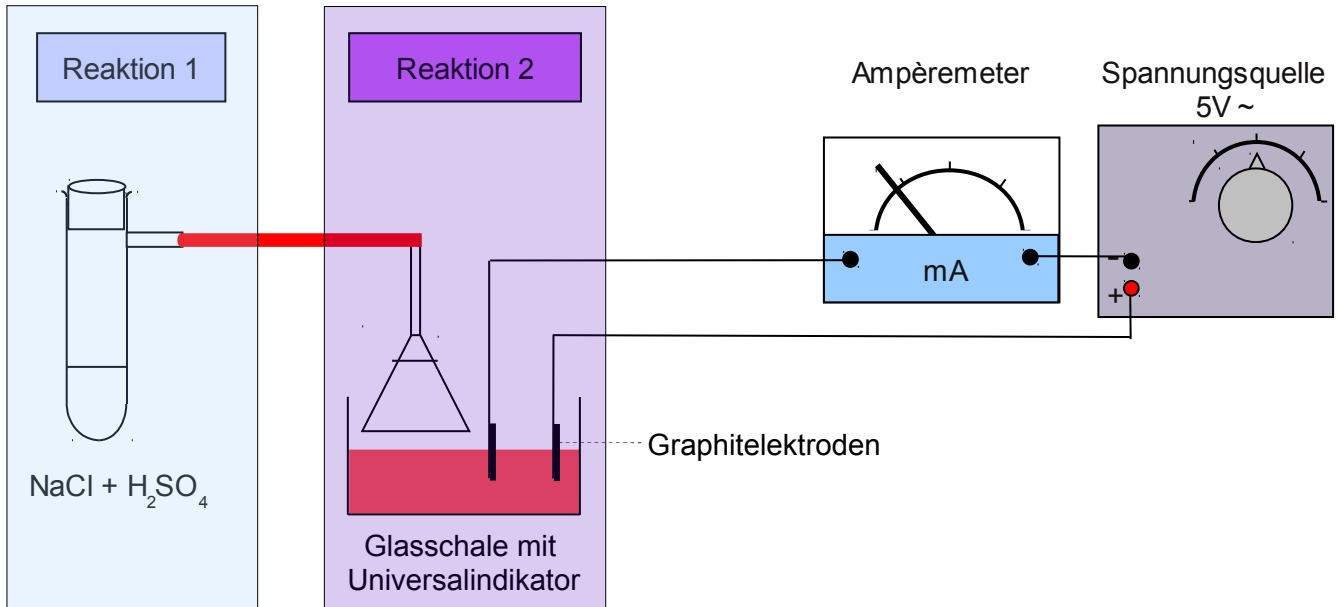 Reaktion 1
Reaktion 2
Ampèremeter
Spannungsquelle
5V ~
mA
-
+
Graphitelektroden
NaCl + H₂SO₄
Glasschale mit
Universalindikator